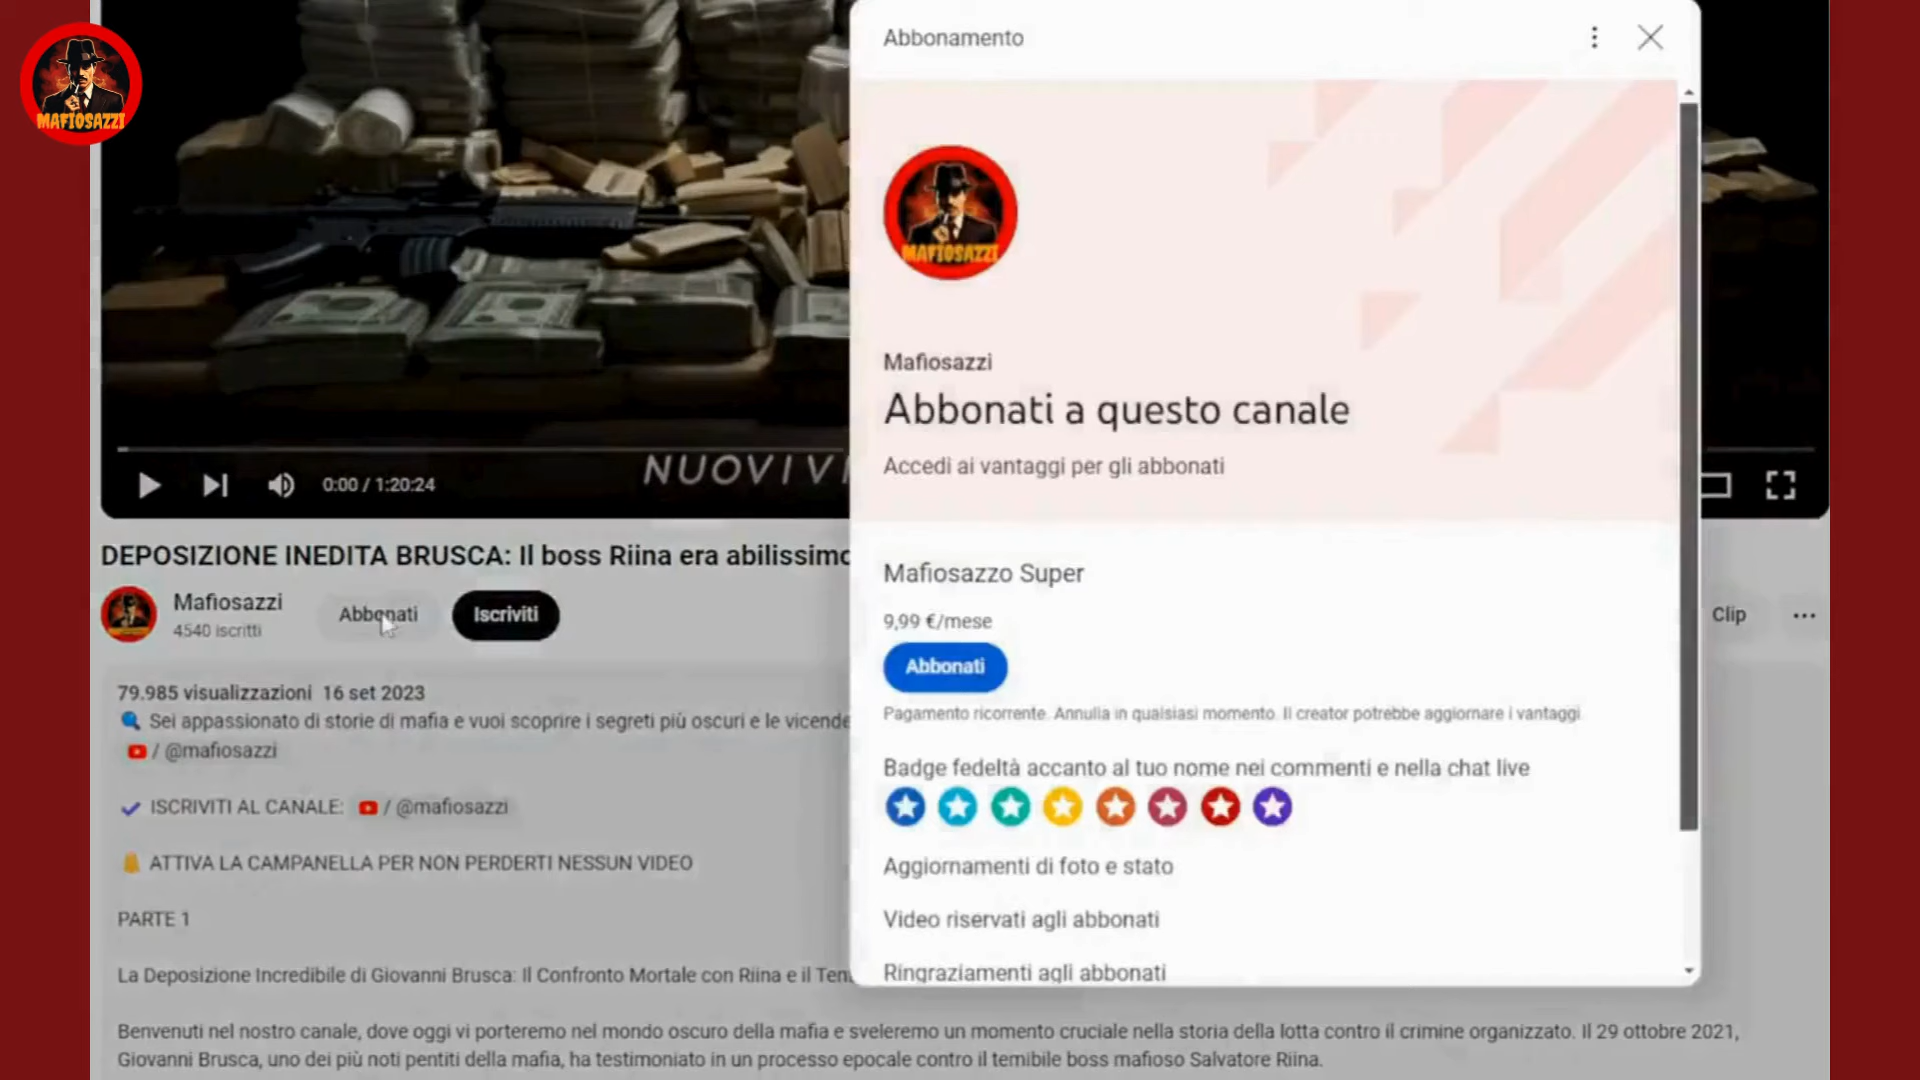 MAFIOSAZZI
Abbonamento
MAFIOSAZZI
Mafiosazzi
Abbonati a questo canale
Accedi ai vantaggi per gli abbonati
0:00 / 1:20:24
NUOVI V
DEPOSIZIONE INEDITA BRUSCA: Il boss Riina era abilissimo
Mafiosazzi
4540 iscritti
Abbonati
Iscriviti
Clip
Mafiosazzo Super
9,99 €/mese
Abbonati
Pagamento ricorrente. Annulla in qualsiasi momento. Il creator potrebbe aggiornare i vantaggi.
Badge fedeltà accanto al tuo nome nei commenti e nella chat live
Aggiornamenti di foto e stato
Video riservati agli abbonati
Ringraziamenti agli abbonati
79.985 visualizzazioni 16 set 2023
Sei appassionato di storie di mafia e vuoi scoprire i segreti più oscuri e le vicende
/ @mafiosazzi
ISCRIVITI AL CANALE: / @mafiosazzi
ATTIVA LA CAMPANELLA PER NON PERDERTI NESSUN VIDEO
PARTE 1
La Deposizione Incredibile di Giovanni Brusca: Il Confronto Mortale con Riina e il Ten
Benvenuti nel nostro canale, dove oggi vi porteremo nel mondo oscuro della mafia e sveleremo un momento cruciale nella storia della lotta contro il crimine organizzato. Il 29 ottobre 2021,
Giovanni Brusca, uno dei più noti pentiti della mafia, ha testimoniato in un processo epocale contro il temibile boss mafioso Salvatore Riina.